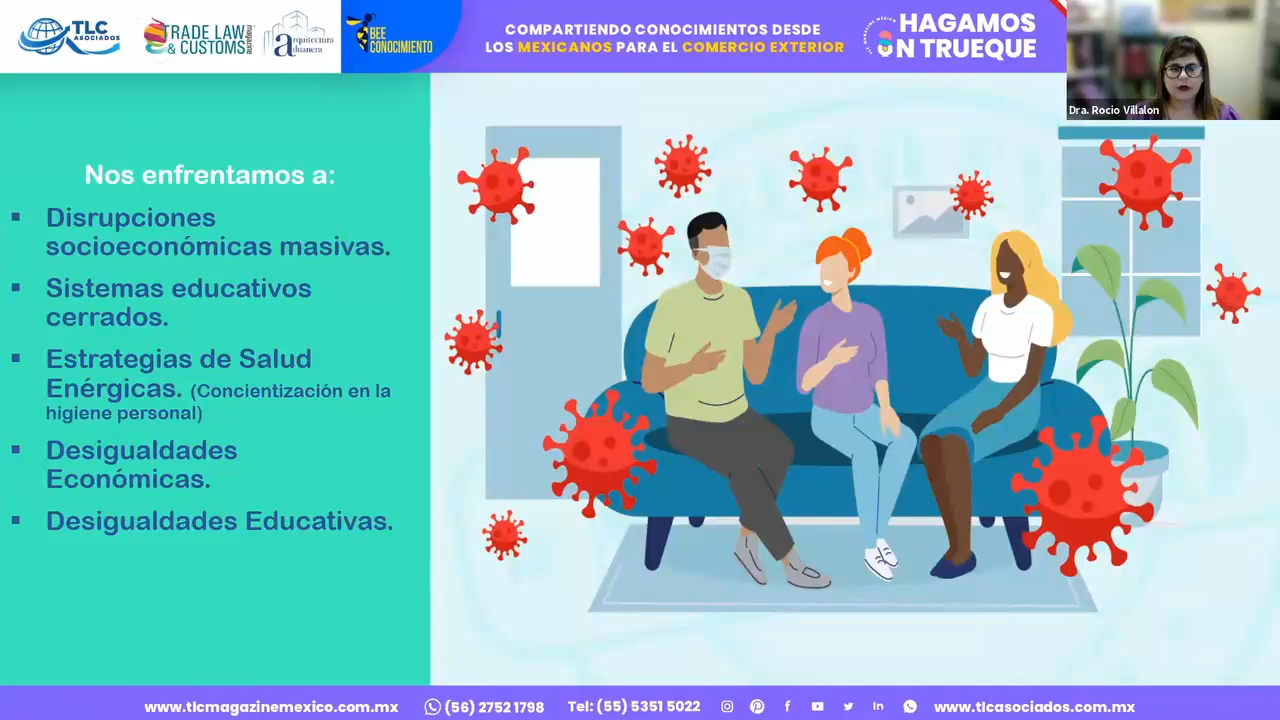 TLC
ASOCIADOS
TRADE LAW
& CUSTOMS
magazine
arquitectura
aduanera
BEE
CONOCIMIENTO
COMPARTIENDO CONOCIMIENTOS DESDE
LOS MEXICANOS PARA EL COMERCIO EXTERIOR
HAGAMOS
UN TRUEQUE
Dra. Rocio Villalon
Nos enfrentamos a:
▪ Disrupciones
socioeconómicas masivas.
▪ Sistemas educativos
cerrados.
▪ Estrategias de Salud
Enérgicas. (Concientización en la
higiene personal)
▪ Desigualdades
Económicas.
▪ Desigualdades Educativas.
www.tlcmagazinemexico.com.mx
(56) 2752 1798
Tel: (55) 5351 5022
www.tlcasociados.com.mx